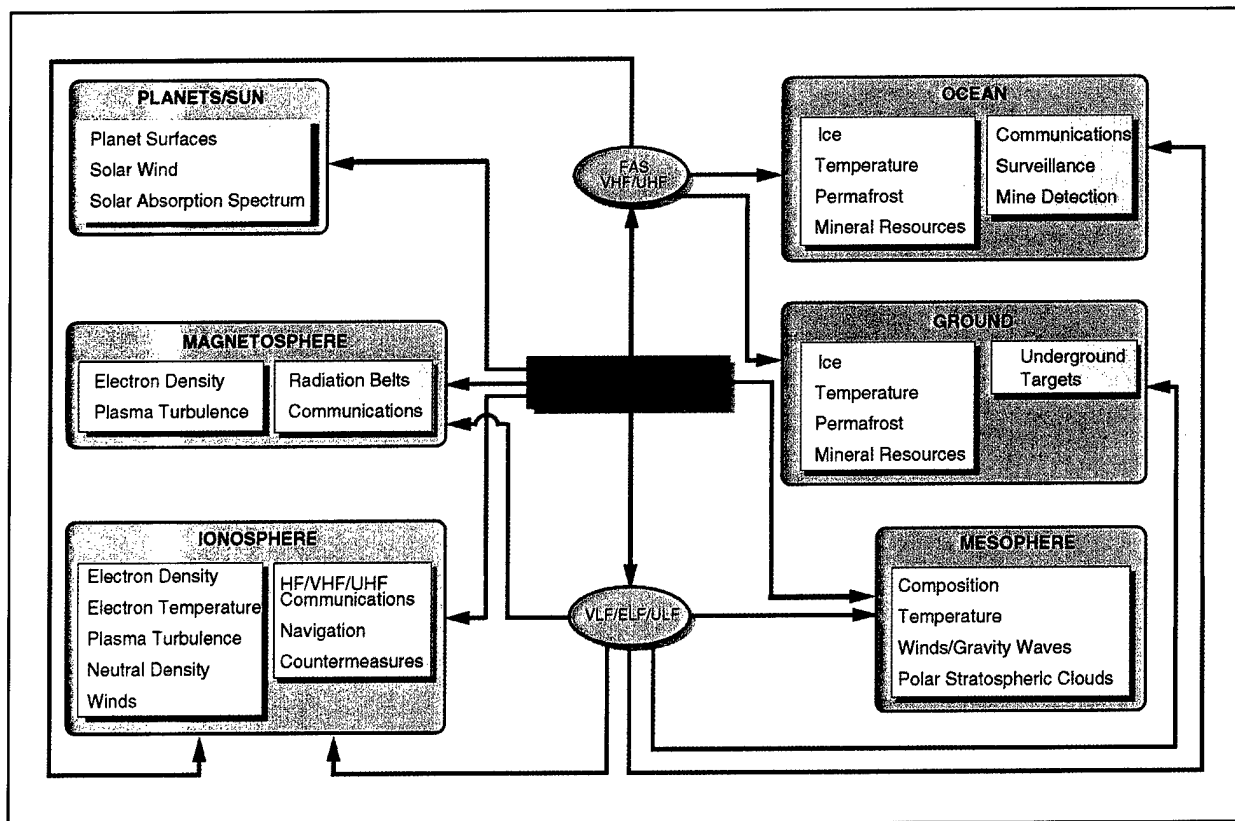 PLANETS/SUN
Planet Surfaces
Solar Wind
Solar Absorption Spectrum
FAS
VHF/UHF
OCEAN
Ice
Temperature
Permafrost
Mineral Resources
Communications
Surveillance
Mine Detection
MAGNETOSPHERE
Electron Density
Plasma Turbulence
Radiation Belts
Communications
GROUND
Ice
Temperature
Permafrost
Mineral Resources
Underground
Targets
IONOSPHERE
Electron Density
Electron Temperature
Plasma Turbulence
Neutral Density
Winds
HF/VHF/UHF
Communications
Navigation
Countermeasures
VLF/ELF/ULF
MESOPHERE
Composition
Temperature
Winds/Gravity Waves
Polar Stratospheric Clouds